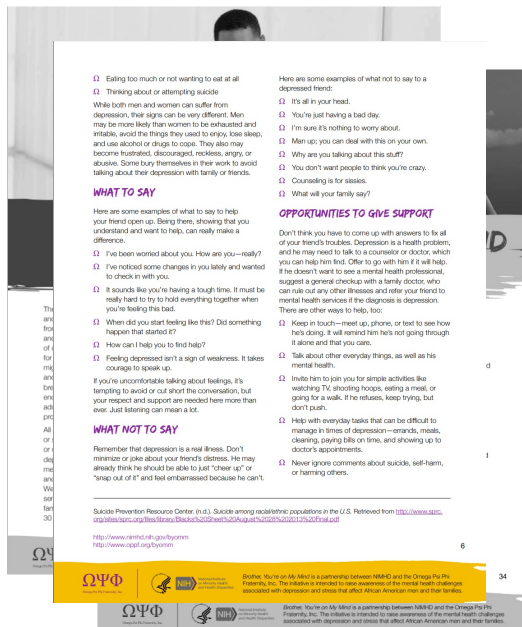 Ω Eating too much or not wanting to eat at all
Ω Thinking about or attempting suicide
While both men and women can suffer from
depression, their signs can be very different. Men
may be more likely than women to be exhausted and
irritable, avoid the things they used to enjoy, lose sleep,
and use alcohol or drugs to cope. They also may
become frustrated, discouraged, reckless, angry, or
abusive. Some bury themselves in their work to avoid
talking about their depression with family or friends.
WHAT TO SAY
Here are some examples of what to say to help
your friend open up. Being there, showing that you
understand and want to help, can really make a
difference.
Ω I've been worried about you. How are you—really?
Ω I've noticed some changes in you lately and wanted
to check in with you.
Ω It sounds like you're having a tough time. It must be
really hard to try to hold everything together when
you're feeling this bad.
Ω When did you start feeling like this? Did something
happen that started it?
Ω How can I help you to find help?
Ω Feeling depressed isn't a sign of weakness. It takes
courage to speak up.
If you're uncomfortable talking about feelings, it's
tempting to avoid or cut short the conversation, but
your respect and support are needed here more than
ever. Just listening can mean a lot.
WHAT NOT TO SAY
Remember that depression is a real illness. Don't
minimize or joke about your friend's distress. He may
already think he should be able to just "cheer up" or
"snap out of it" and feel embarrassed because he can't.
Here are some examples of what not to say to a
depressed friend:
Ω It's all in your head.
Ω You're just having a bad day.
Ω I'm sure it's nothing to worry about.
Ω Man up; you can deal with this on your own.
Ω Why are you talking about this stuff?
Ω You don't want people to think you're crazy.
Ω Counseling is for sissies.
Ω What will your family say?
OPPORTUNITIES TO GIVE SUPPORT
Don't think you have to come up with answers to fix all
of your friend's troubles. Depression is a health problem,
and he may need to talk to a counselor or doctor, which
you can help him find. Offer to go with him if it will help.
If he doesn't want to see a mental health professional,
suggest a general checkup with a family doctor, who
can rule out any other illnesses and refer your friend to
mental health services if the diagnosis is depression.
There are other ways to help, too:
Ω Keep in touch—meet up, phone, or text to see how
he's doing. It will remind him he's not going through
it alone and that you care.
Ω Talk about other everyday things, as well as his
mental health.
Ω Invite him to join you for simple activities like
watching TV, shooting hoops, eating a meal, or
going for a walk. If he refuses, keep trying, but
don't push.
Ω Help with everyday tasks that can be difficult to
manage in times of depression—errands, meals,
cleaning, paying bills on time, and showing up to
doctor's appointments.
Ω Never ignore comments about suicide, self-harm,
or harming others.
Suicide Prevention Resource Center. (n.d.). Suicide among racial/ethnic populations in the U.S. Retrieved from http://www.sprc.
org/sites/sprc.org/files/library/Blacks%20Sheet%20August%2028%202013%20Final.pdf
http://www.nimhd.nih.gov/byomm
http://www.oppf.org/byomm
6
34
ΩΨΦ
Omega Psi Phi Fraternity, Inc.
NIH
National Institute
on Minority Health
and Health Disparities
Brother, You're on My Mind is a partnership between NIMHD and the Omega Psi Phi
Fraternity, Inc. The initiative is intended to raise awareness of the mental health challenges
associated with depression and stress that affect African American men and their families.
ΩΨΦ
Omega Psi Phi Fraternity, Inc.
NIH
National Institute
on Minority Health
and Health Disparities
Brother, You're on My Mind is a partnership between NIMHD and the Omega Psi Phi
Fraternity, Inc. The initiative is intended to raise awareness of the mental health challenges
associated with depression and stress that affect African American men and their families.